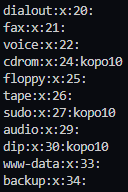 dialout:x:20:
fax:x:21:
voice:x:22:
cdrom:x:24:kopo10
floppy:x:25:
tape:x:26:
sudo:x:27:kopo10
audio:x:29:
dip:x:30:kopo10
www-data:x:33:
backup:x:34: